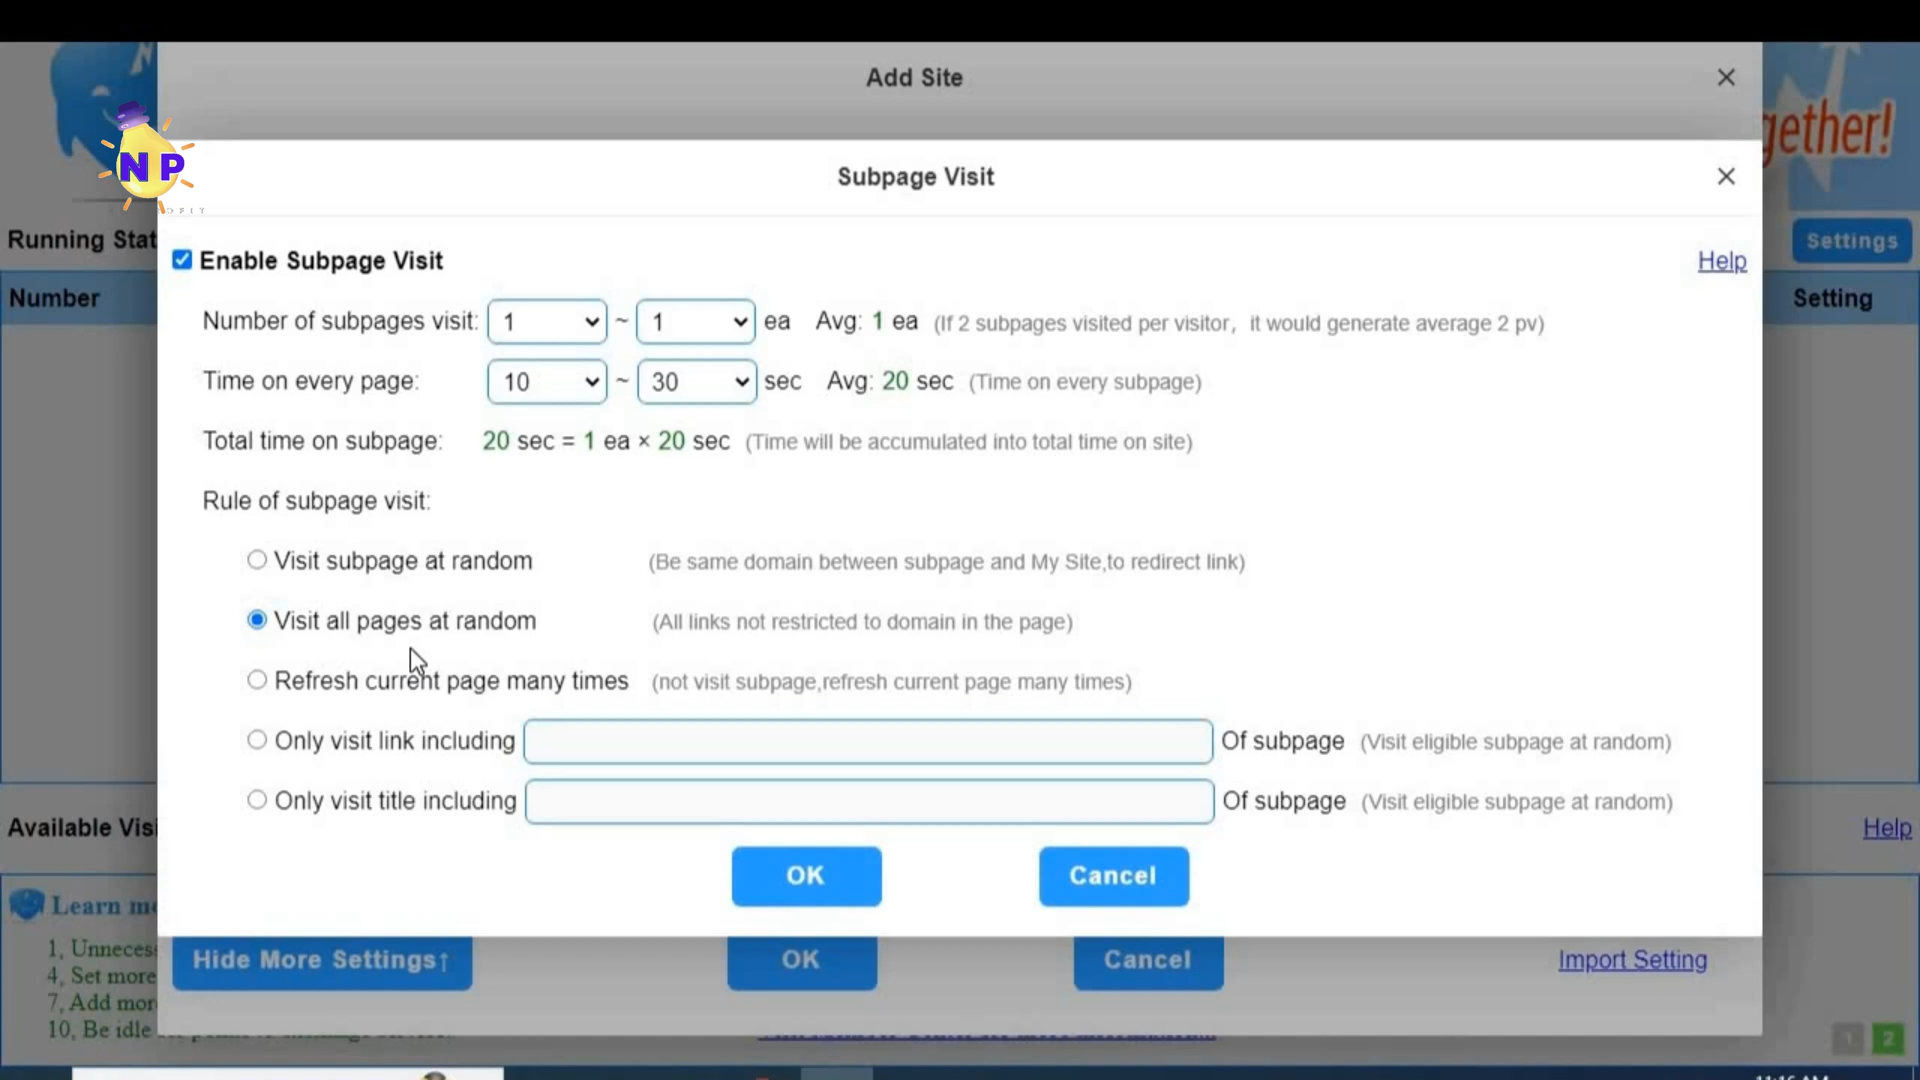 Add Site
gether!
N P
Subpage Visit
Running Stat
Settings
Enable Subpage Visit
Help
Number
Setting
Number of subpages visit: 1 ~ 1 ea Avg: 1 ea (If 2 subpages visited per visitor, it would generate average 2 pv)
Time on every page: 10 ~ 30 sec Avg: 20 sec (Time on every subpage)
Total time on subpage: 20 sec = 1 ea × 20 sec (Time will be accumulated into total time on site)
Rule of subpage visit:
Visit subpage at random (Be same domain between subpage and My Site,to redirect link)
Visit all pages at random (All links not restricted to domain in the page)
Refresh current page many times (not visit subpage,refresh current page many times)
Only visit link including Of subpage (Visit eligible subpage at random)
Only visit title including Of subpage (Visit eligible subpage at random)
Available Visi
Help
OK Cancel
Learn mo
1, Unnecess
4, Set more
7, Add mor
10, Be idle
Hide More Settings↑ OK Cancel Import Setting
1 2